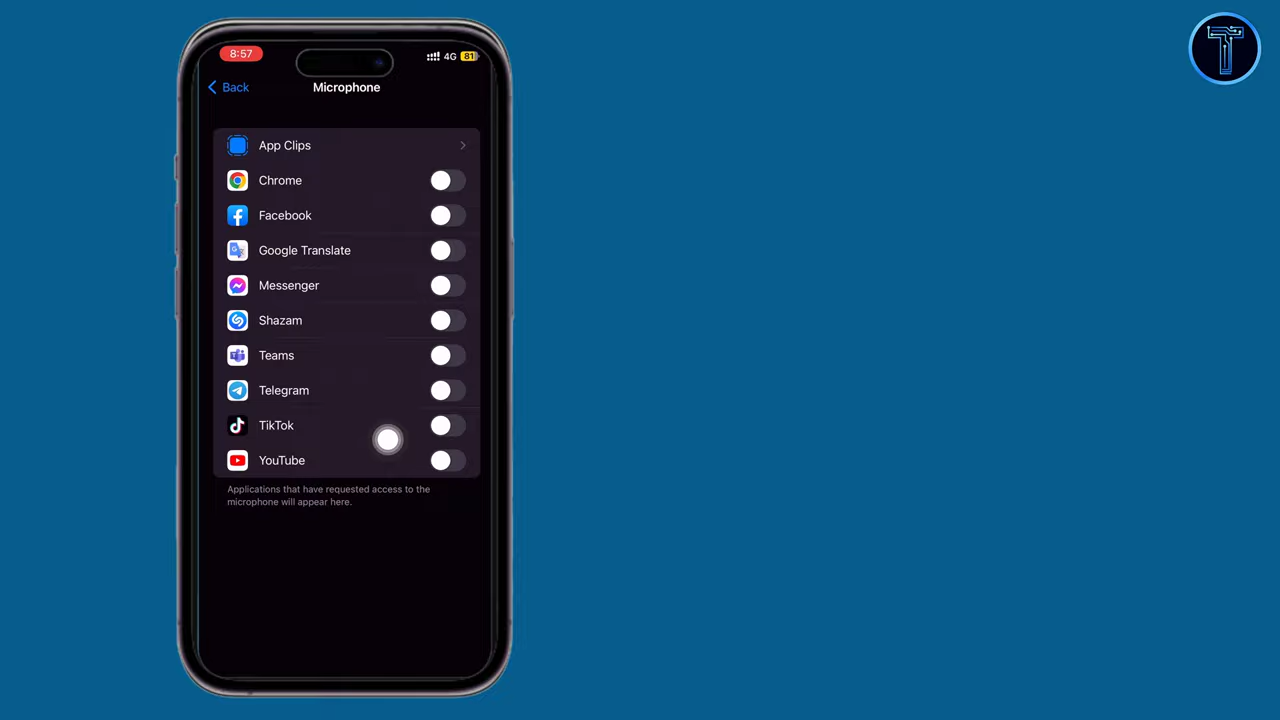 8:57
4G 81
Back
Microphone
App Clips
Chrome
Facebook
Google Translate
Messenger
Shazam
Teams
Telegram
TikTok
YouTube
Applications that have requested access to the
microphone will appear here.